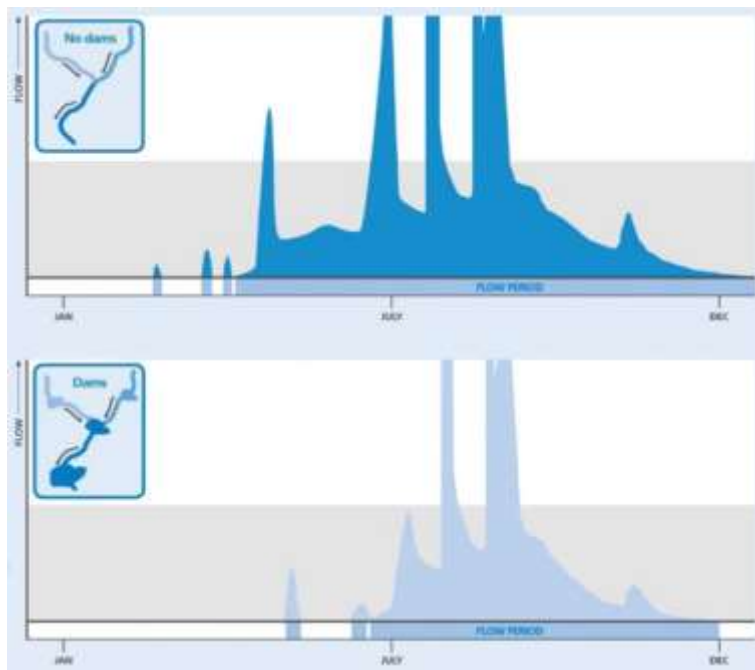 No dams
FLOW
FLOW PERIOD
JAN
JULY
DEC
Dams
FLOW
FLOW PERIOD
JAN
JULY
DEC